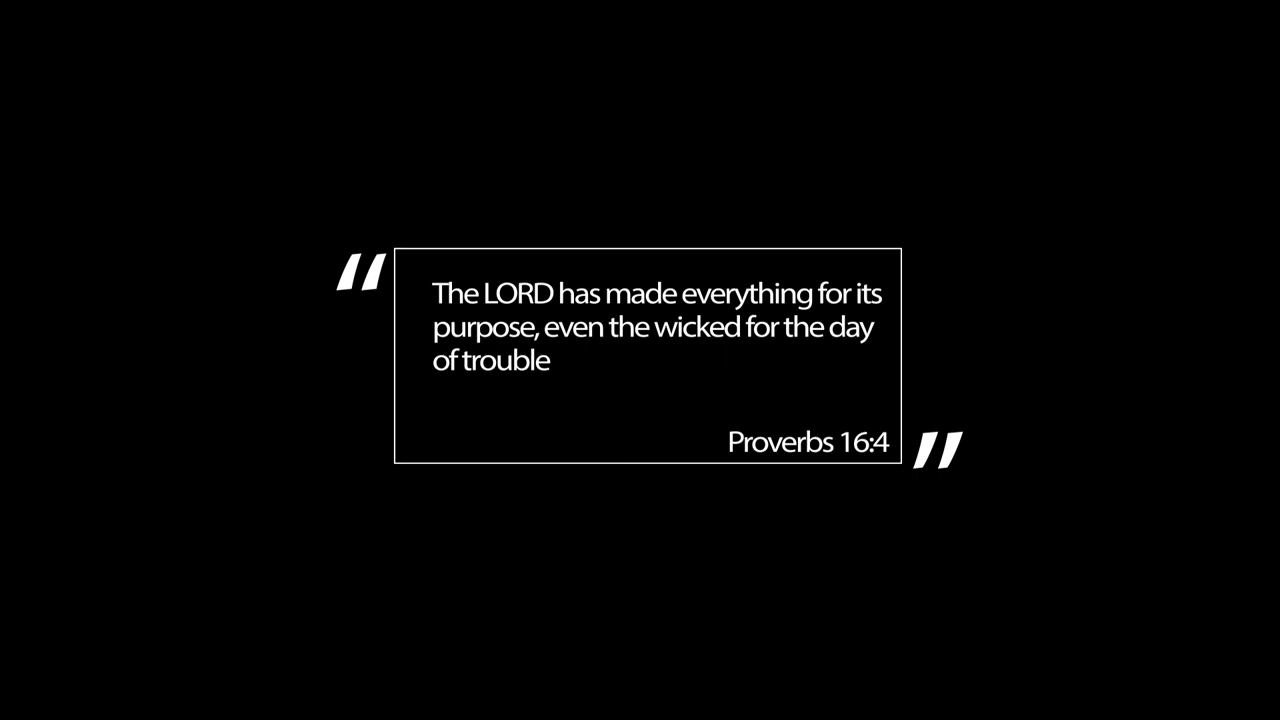 “
The LORD has made everything for its
purpose, even the wicked for the day
of trouble
Proverbs 16:4
”